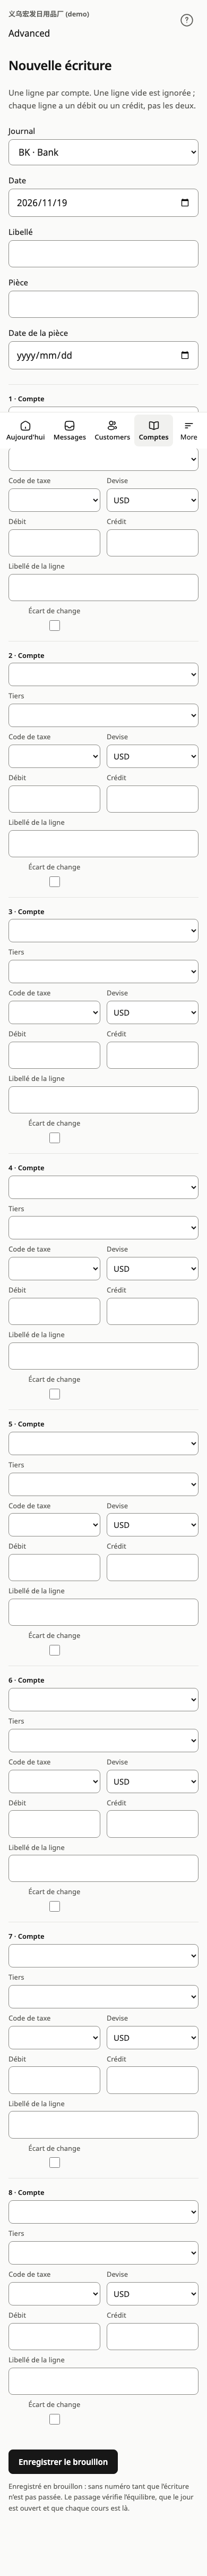 义乌宏发日用品厂 (demo)
?
Advanced
Nouvelle écriture
Une ligne par compte. Une ligne vide est ignorée ;
chaque ligne a un débit ou un crédit, pas les deux.
Journal
BK · Bank
Date
2026/11/19
Libellé
Pièce
Date de la pièce
yyyy/mm/dd
1 · Compte
Aujourd'hui Messages Customers Comptes More
Code de taxe Devise
USD
Débit Crédit
Libellé de la ligne
Écart de change
2 · Compte
Tiers
Code de taxe Devise
USD
Débit Crédit
Libellé de la ligne
Écart de change
3 · Compte
Tiers
Code de taxe Devise
USD
Débit Crédit
Libellé de la ligne
Écart de change
4 · Compte
Tiers
Code de taxe Devise
USD
Débit Crédit
Libellé de la ligne
Écart de change
5 · Compte
Tiers
Code de taxe Devise
USD
Débit Crédit
Libellé de la ligne
Écart de change
6 · Compte
Tiers
Code de taxe Devise
USD
Débit Crédit
Libellé de la ligne
Écart de change
7 · Compte
Tiers
Code de taxe Devise
USD
Débit Crédit
Libellé de la ligne
Écart de change
8 · Compte
Tiers
Code de taxe Devise
USD
Débit Crédit
Libellé de la ligne
Écart de change
Enregistrer le brouillon
Enregistré en brouillon : sans numéro tant que l'écriture
n'est pas passée. Le passage vérifie l'équilibre, que le jour
est ouvert et que chaque cours est là.